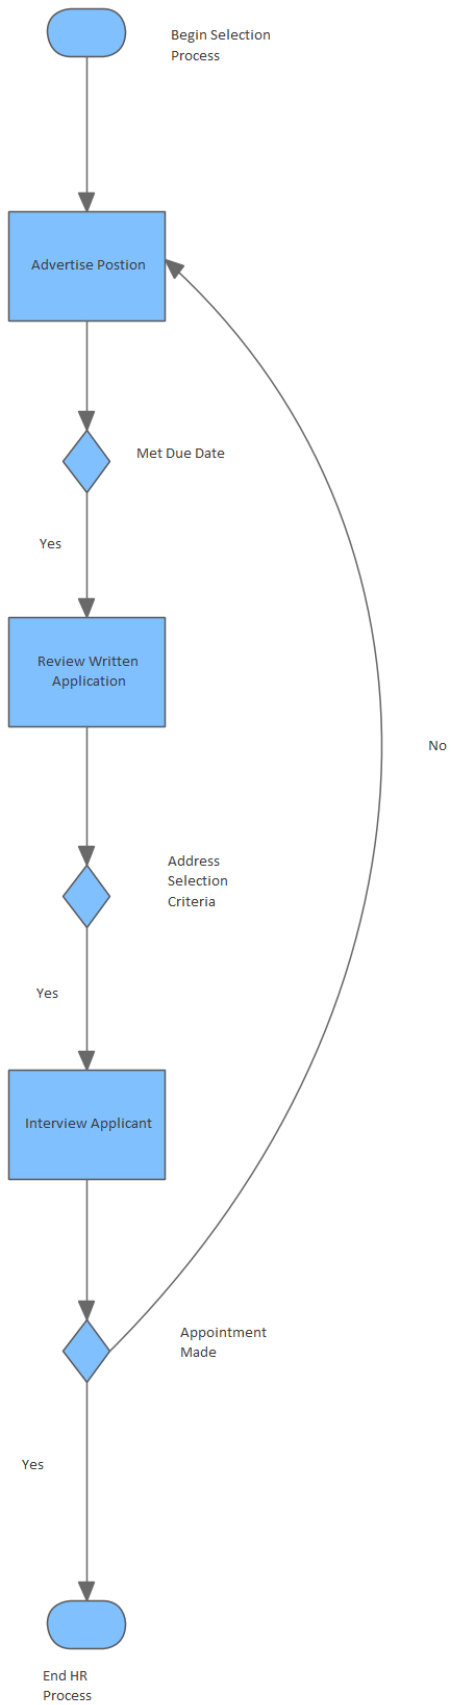 Begin Selection
Process
Advertise Postion
Met Due Date
Yes
Review Written
Application
No
Address
Selection
Criteria
Yes
Interview Applicant
Appointment
Made
Yes
End HR
Process